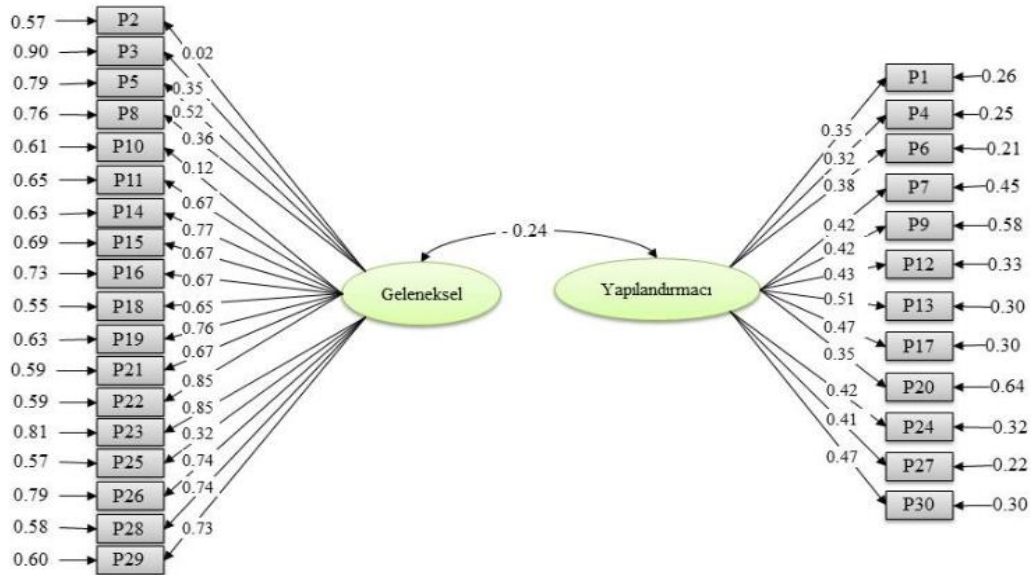 0.57 P2
0.90 P3
0.79 P5
0.76 P8
0.61 P10
0.65 P11
0.63 P14
0.69 P15
0.73 P16
0.55 P18
0.63 P19
0.59 P21
0.59 P22
0.81 P23
0.57 P25
0.79 P26
0.58 P28
0.60 P29
0.02
0.35
0.52
0.36
0.12
0.67
0.77
0.67
0.67
0.65
0.76
0.67
0.85
0.85
0.32
0.74
0.74
0.73
Geleneksel
- 0.24
Yapılandırmacı
0.35
0.32
0.38
0.42
0.42
0.43
0.51
0.47
0.35
0.42
0.41
0.47
P1 0.26
P4 0.25
P6 0.21
P7 0.45
P9 0.58
P12 0.33
P13 0.30
P17 0.30
P20 0.64
P24 0.32
P27 0.22
P30 0.30